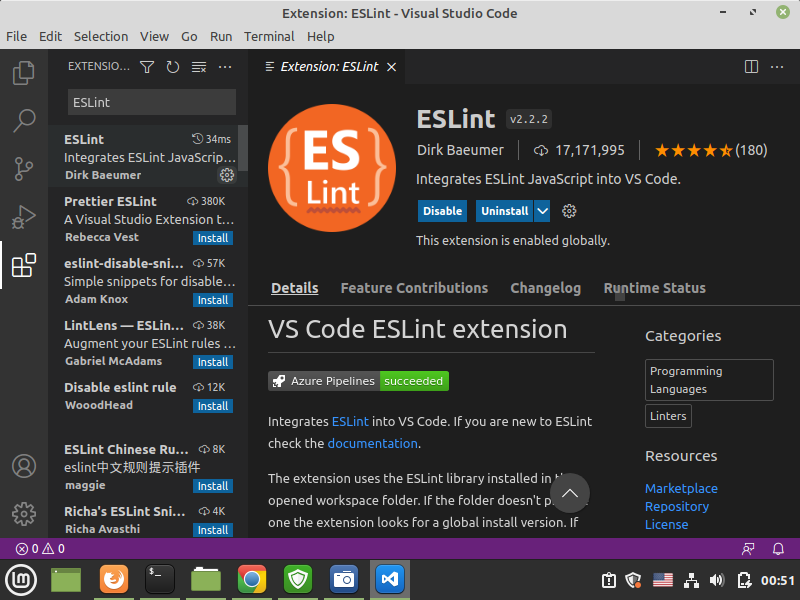 Extension: ESLint - Visual Studio Code
File Edit Selection View Go Run Terminal Help
EXTENSIO...
ESLint
ESLint 34ms
Integrates ESLint JavaScrip...
Dirk Baeumer
Prettier ESLint 380K
A Visual Studio Extension t...
Rebecca Vest Install
eslint-disable-sni... 57K
Simple snippets for disable...
Adam Knox Install
LintLens — ESLin... 38K
Augment your ESLint rules ...
Gabriel McAdams Install
Disable eslint rule 12K
WooodHead Install
ESLint Chinese Ru... 8K
eslint中文规则提示插件
maggie Install
Richa's ESLint Sni... 4K
Richa Avasthi Install
Extension: ESLint
{ES
Lint}
ESLint v2.2.2
Dirk Baeumer 17,171,995 (180)
Integrates ESLint JavaScript into VS Code.
Disable Uninstall
This extension is enabled globally.
Details Feature Contributions Changelog Runtime Status
VS Code ESLint extension
Azure Pipelines succeeded
Integrates ESLint into VS Code. If you are new to ESLint
check the documentation.
The extension uses the ESLint library installed in
opened workspace folder. If the folder doesn't
one the extension looks for a global install version. If
Categories
Programming
Languages
Linters
Resources
Marketplace
Repository
License
0 0
00:51